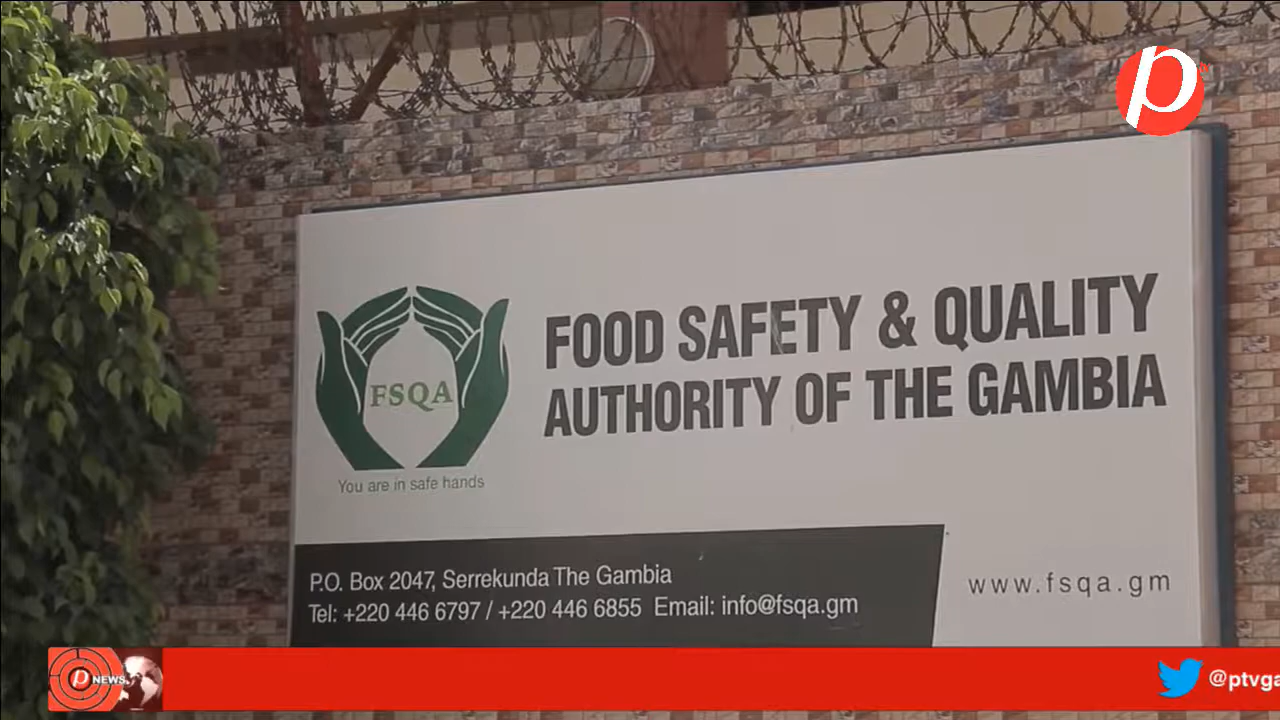 p
FOOD SAFETY & QUALITY
AUTHORITY OF THE GAMBIA
FSQA
You are in safe hands
P.O. Box 2047, Serrekunda The Gambia
Tel: +220 446 6797 / +220 446 6855 Email: info@fsqa.gm
www.fsqa.gm
p NEWS
@ptvga